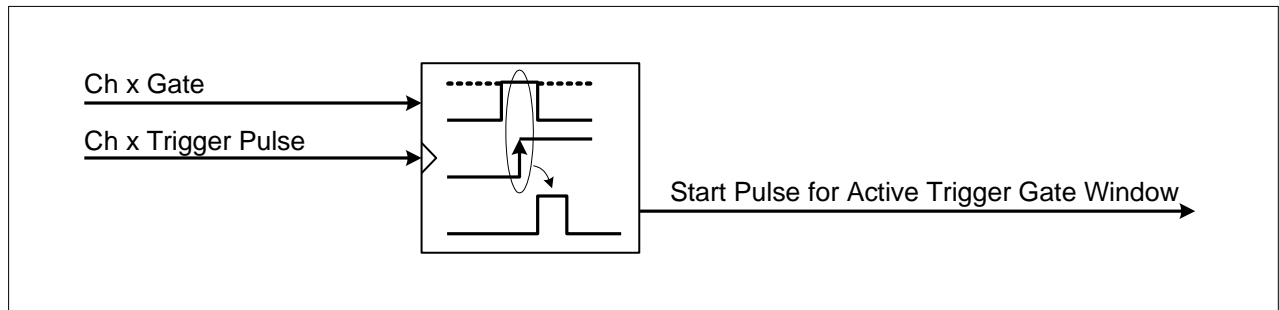 Ch x Gate
Ch x Trigger Pulse
Start Pulse for Active Trigger Gate Window